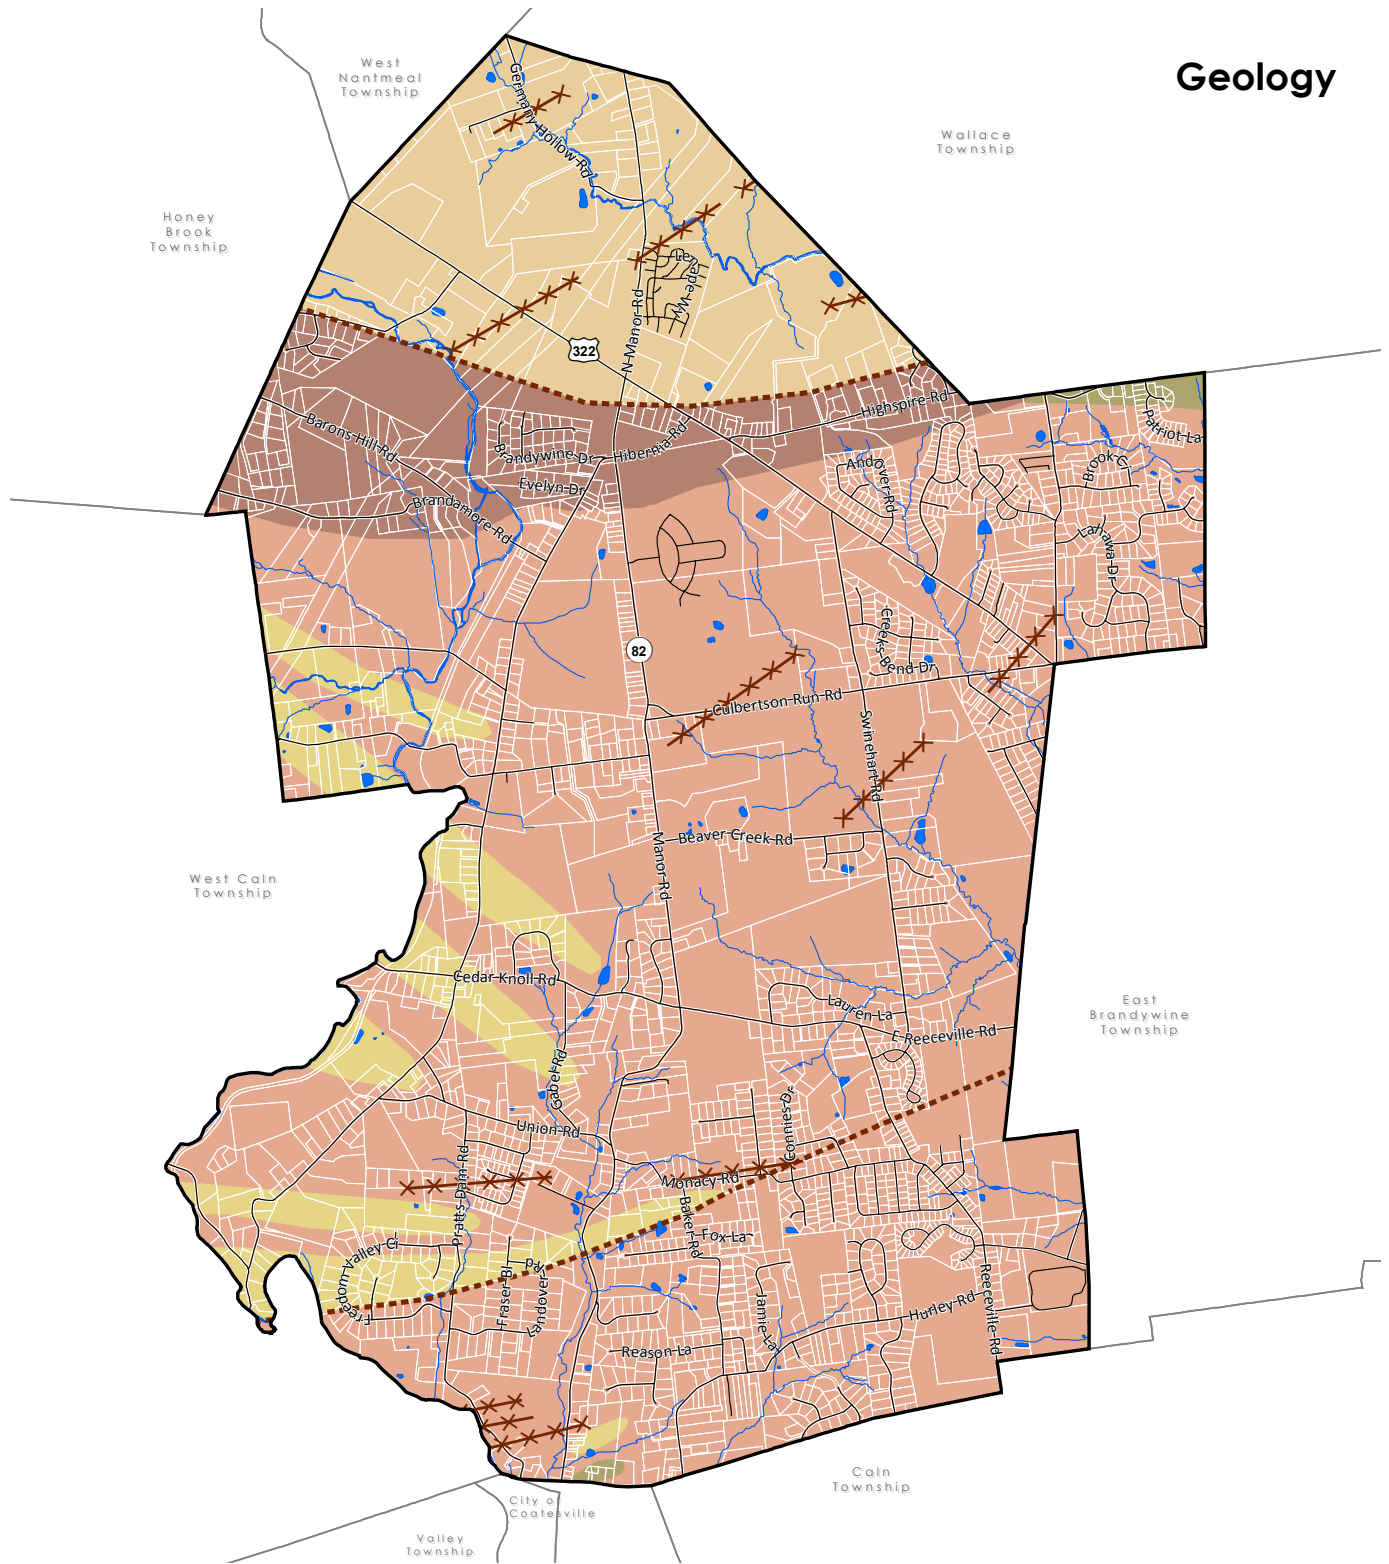 Geology
West
Nantmeal
Township
Wallace
Township
Honey
Brook
Township
Germany Hollow Rd
N Manor Rd
322
Highspire Rd
Barons Hill Rd
Brandywine Dr
Hibernia Rd
Patriot La
Brook Cr
Andover Rd
Evelyn Dr
Brandamore Rd
Lahawa Dr
Creeks Bend Dr
82
Culbertson Run Rd
Swinehart Rd
Beaver Creek Rd
Manor Rd
West Caln
Township
Cedar Knoll Rd
Lauren La
E Reeceville Rd
East
Brandywine
Township
Gabel Rd
Connies Dr
Union Rd
Pratts Dam Rd
Monacy Rd
Baker Rd
Fox La
Freedom Valley Cl
Fraser Bl
Landover Rd
Jamie La
Hurley Rd
Reeceville Rd
Reason La
Caln
Township
City of
Coatesville
Valley
Township